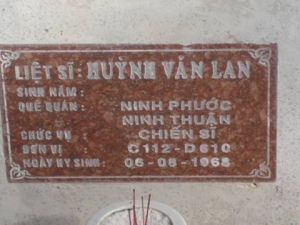 LIỆT SĨ: HUỲNH VĂN LAN
SINH NĂM:
QUÊ QUÁN: NINH PHƯỚC
NINH THUẬN
CHỨC VỤ: CHIẾN SĨ
ĐƠN VỊ: C112-D610
NGÀY HY SINH: 06-08-1968